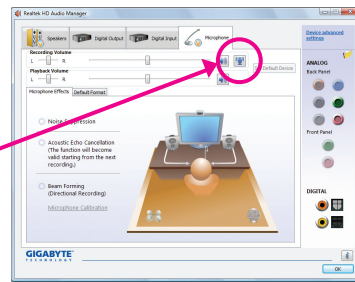 Realtek HD Audio Manager
Speakers
Digital Output
Digital Input
Microphone
Device advanced
settings
Recording Volume
L
R
Set Default Device
Playback Volume
L
R
ANALOG
Back Panel
Microphone Effects
Default Format
Noise Suppression
Acoustic Echo Cancellation
(The function will become
valid starting from the next
recording.)
Front Panel
Beam Forming
(Directional Recording)
Microphone Calibration
DIGITAL
GIGABYTE
TECHNOLOGY
i
OK